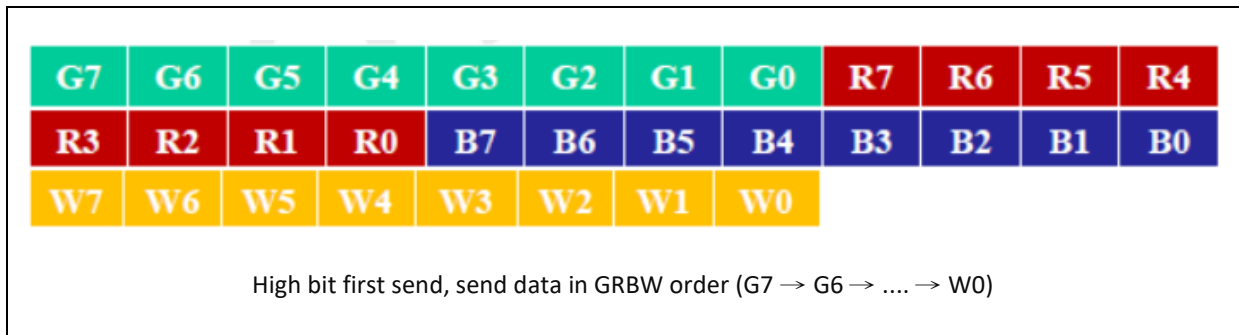 G7 G6 G5 G4 G3 G2 G1 G0 R7 R6 R5 R4
R3 R2 R1 R0 B7 B6 B5 B4 B3 B2 B1 B0
W7 W6 W5 W4 W3 W2 W1 W0
High bit first send, send data in GRBW order (G7 → G6 → .... → W0)